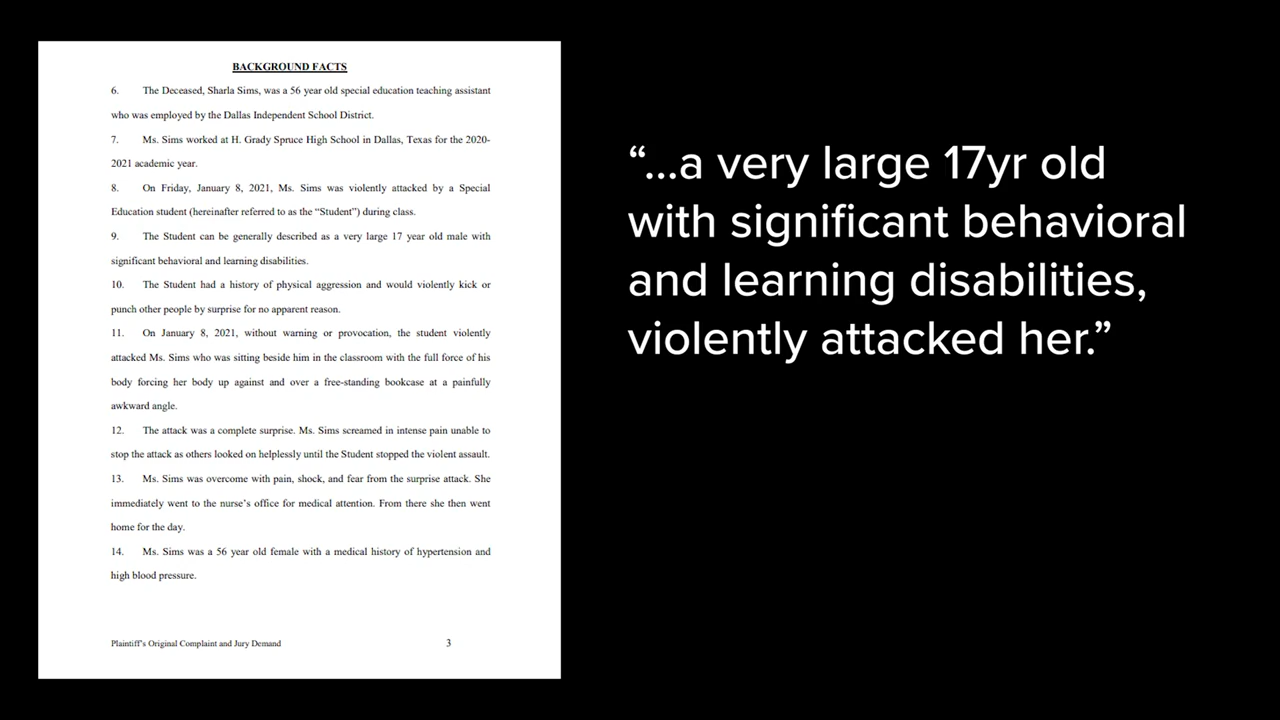 BACKGROUND FACTS
6. The Deceased, Sharla Sims, was a 56 year old special education teaching assistant
who was employed by the Dallas Independent School District.
7. Ms. Sims worked at H. Grady Spruce High School in Dallas, Texas for the 2020-
2021 academic year.
8. On Friday, January 8, 2021, Ms. Sims was violently attacked by a Special
Education student (hereinafter referred to as the “Student”) during class.
9. The Student can be generally described as a very large 17 year old male with
significant behavioral and learning disabilities.
10. The Student had a history of physical aggression and would violently kick or
punch other people by surprise for no apparent reason.
11. On January 8, 2021, without warning or provocation, the student violently
attacked Ms. Sims who was sitting beside him in the classroom with the full force of his
body forcing her body up against and over a free-standing bookcase at a painfully
awkward angle.
12. The attack was a complete surprise. Ms. Sims screamed in intense pain unable to
stop the attack as others looked on helplessly until the Student stopped the violent assault.
13. Ms. Sims was overcome with pain, shock, and fear from the surprise attack. She
immediately went to the nurse’s office for medical attention. From there she then went
home for the day.
14. Ms. Sims was a 56 year old female with a medical history of hypertension and
high blood pressure.
Plaintiff’s Original Complaint and Jury Demand 3
“...a very large 17yr old
with significant behavioral
and learning disabilities,
violently attacked her.”